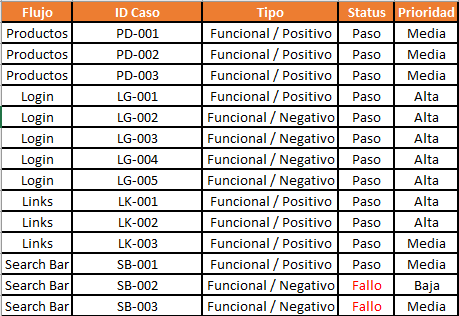 Flujo ID Caso Tipo Status Prioridad
Productos PD-001 Funcional / Positivo Paso Media
Productos PD-002 Funcional / Positivo Paso Media
Productos PD-003 Funcional / Positivo Paso Media
Login LG-001 Funcional / Positivo Paso Alta
Login LG-002 Funcional / Negativo Paso Alta
Login LG-003 Funcional / Negativo Paso Alta
Login LG-004 Funcional / Negativo Paso Alta
Login LG-005 Funcional / Negativo Paso Alta
Links LK-001 Funcional / Positivo Paso Alta
Links LK-002 Funcional / Positivo Paso Alta
Links LK-003 Funcional / Positivo Paso Media
Search Bar SB-001 Funcional / Positivo Paso Media
Search Bar SB-002 Funcional / Negativo Fallo Baja
Search Bar SB-003 Funcional / Negativo Fallo Media